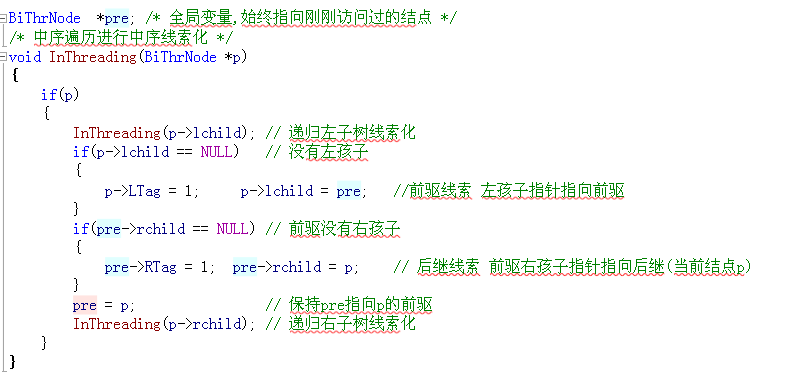 BiThrNode  *pre; /* 全局变量,始终指向刚刚访问过的结点 */
/* 中序遍历进行中序线索化 */
void InThreading(BiThrNode *p)
{
    if(p)
    {
        InThreading(p->lchild); // 递归左子树线索化
        if(p->lchild == NULL)   // 没有左孩子
        {
            p->LTag = 1;     p->lchild = pre;   //前驱线索 左孩子指针指向前驱
        }
        if(pre->rchild == NULL) // 前驱没有右孩子
        {
            pre->RTag = 1;  pre->rchild = p;    // 后继线索 前驱右孩子指针指向后继(当前结点p)
        }
        pre = p;                // 保持pre指向p的前驱
        InThreading(p->rchild); // 递归右子树线索化
    }
}